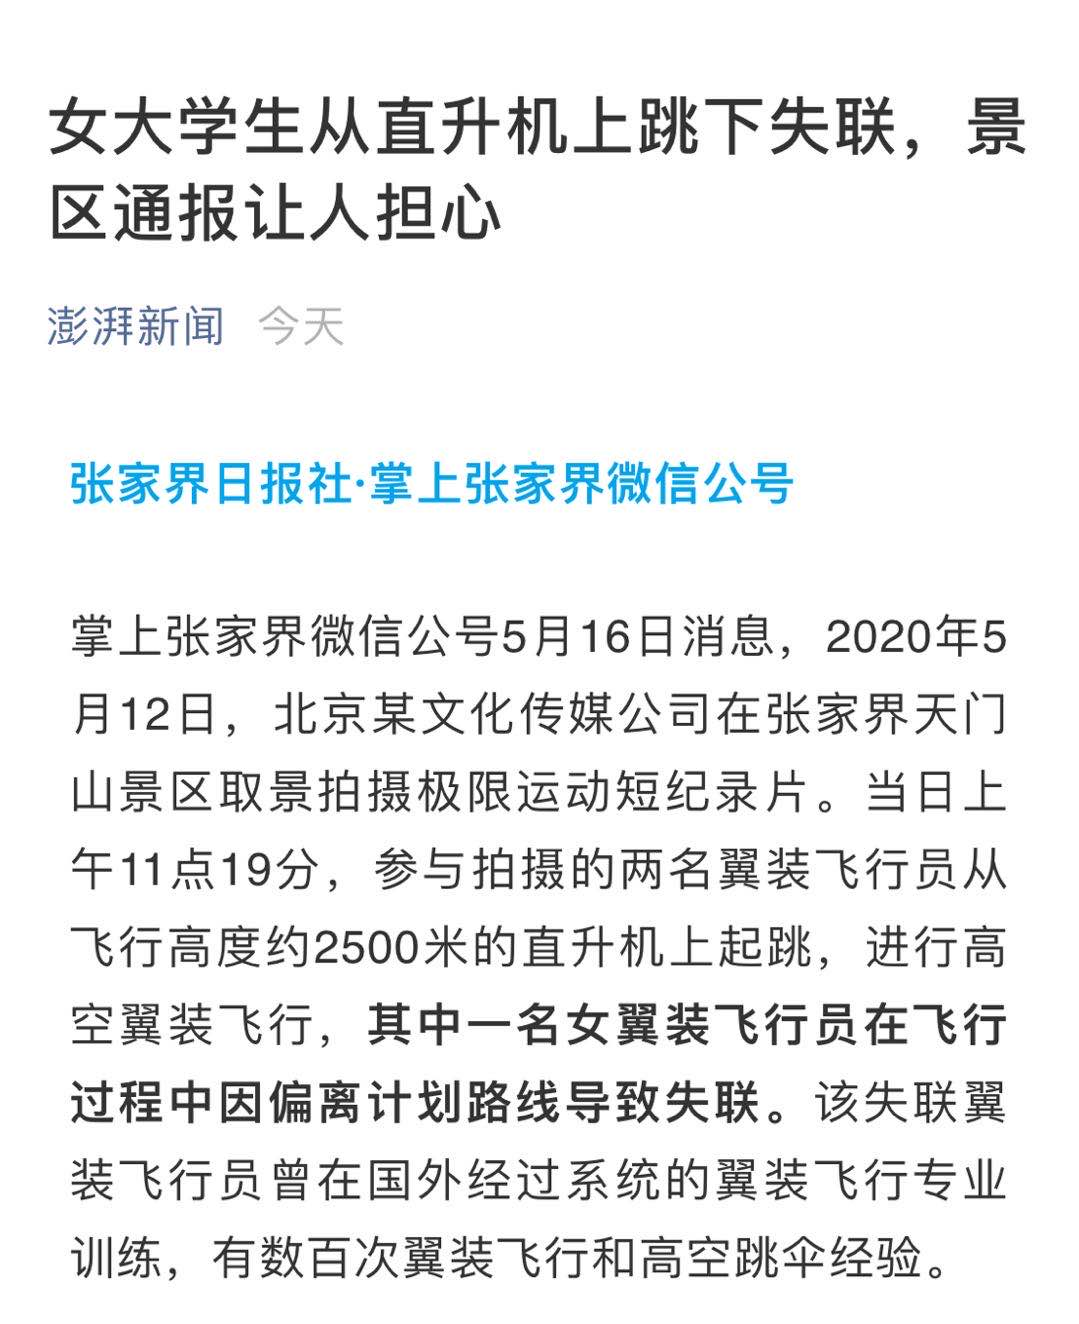 女大学生从直升机上跳下失联，景
区通报让人担心
澎湃新闻 今天
张家界日报社·掌上张家界微信公号
掌上张家界微信公号5月16日消息，2020年5
月12日，北京某文化传媒公司在张家界天门
山景区取景拍摄极限运动短纪录片。当日上
午11点19分，参与拍摄的两名翼装飞行员从
飞行高度约2500米的直升机上起跳，进行高
空翼装飞行，其中一名女翼装飞行员在飞行
过程中因偏离计划路线导致失联。该失联翼
装飞行员曾在国外经过系统的翼装飞行专业
训练，有数百次翼装飞行和高空跳伞经验。